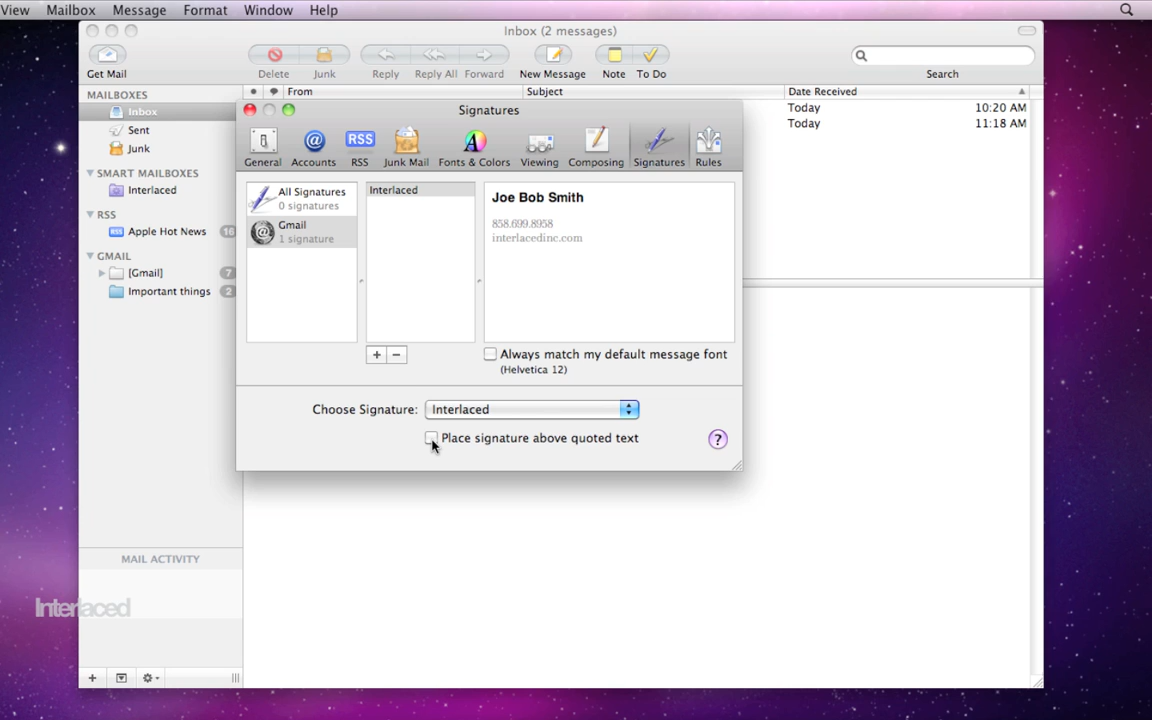 View Mailbox Message Format Window Help
Inbox (2 messages)
Get Mail Delete Junk Reply Reply All Forward New Message Note To Do Search
MAILBOXES
Inbox
Sent
Junk
SMART MAILBOXES
Interlaced
RSS
Apple Hot News 16
GMAIL
[Gmail] 7
Important things 2
MAIL ACTIVITY
From Subject Date Received
Today 10:20 AM
Today 11:18 AM
Signatures
RSS
General Accounts RSS Junk Mail Fonts & Colors Viewing Composing Signatures Rules
All Signatures
0 signatures
Gmail
1 signature
Interlaced
Joe Bob Smith
858.699.8958
interlacedinc.com
+ −
Always match my default message font
(Helvetica 12)
Choose Signature: Interlaced
Place signature above quoted text ?
Interlaced